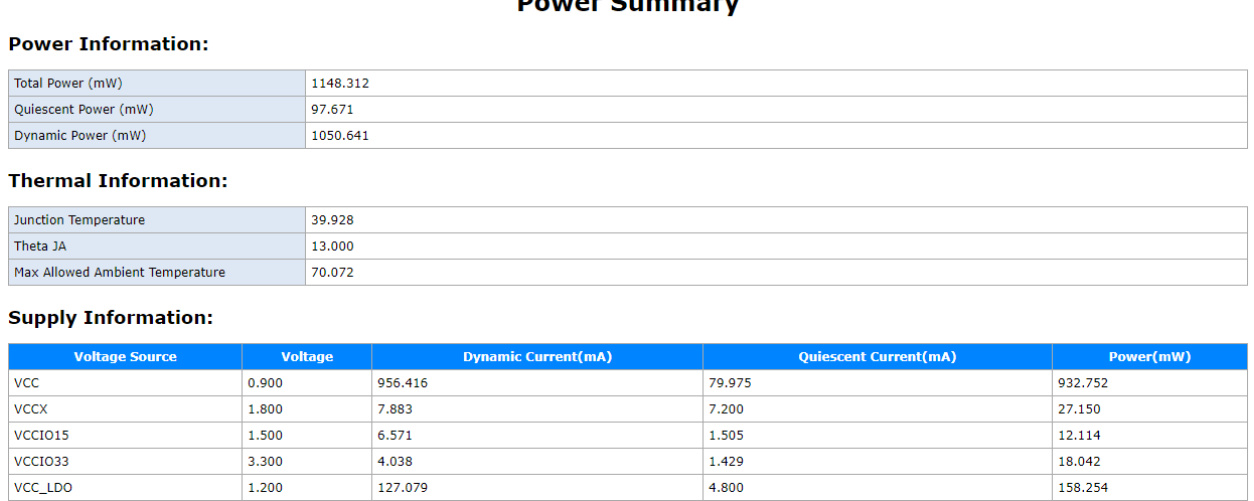 Power Summary
Power Information:
Total Power (mW) 1148.312
Quiescent Power (mW) 97.671
Dynamic Power (mW) 1050.641
Thermal Information:
Junction Temperature 39.928
Theta JA 13.000
Max Allowed Ambient Temperature 70.072
Supply Information:
Voltage Source Voltage Dynamic Current(mA) Quiescent Current(mA) Power(mW)
VCC 0.900 956.416 79.975 932.752
VCCX 1.800 7.883 7.200 27.150
VCCIO15 1.500 6.571 1.505 12.114
VCCIO33 3.300 4.038 1.429 18.042
VCC_LDO 1.200 127.079 4.800 158.254